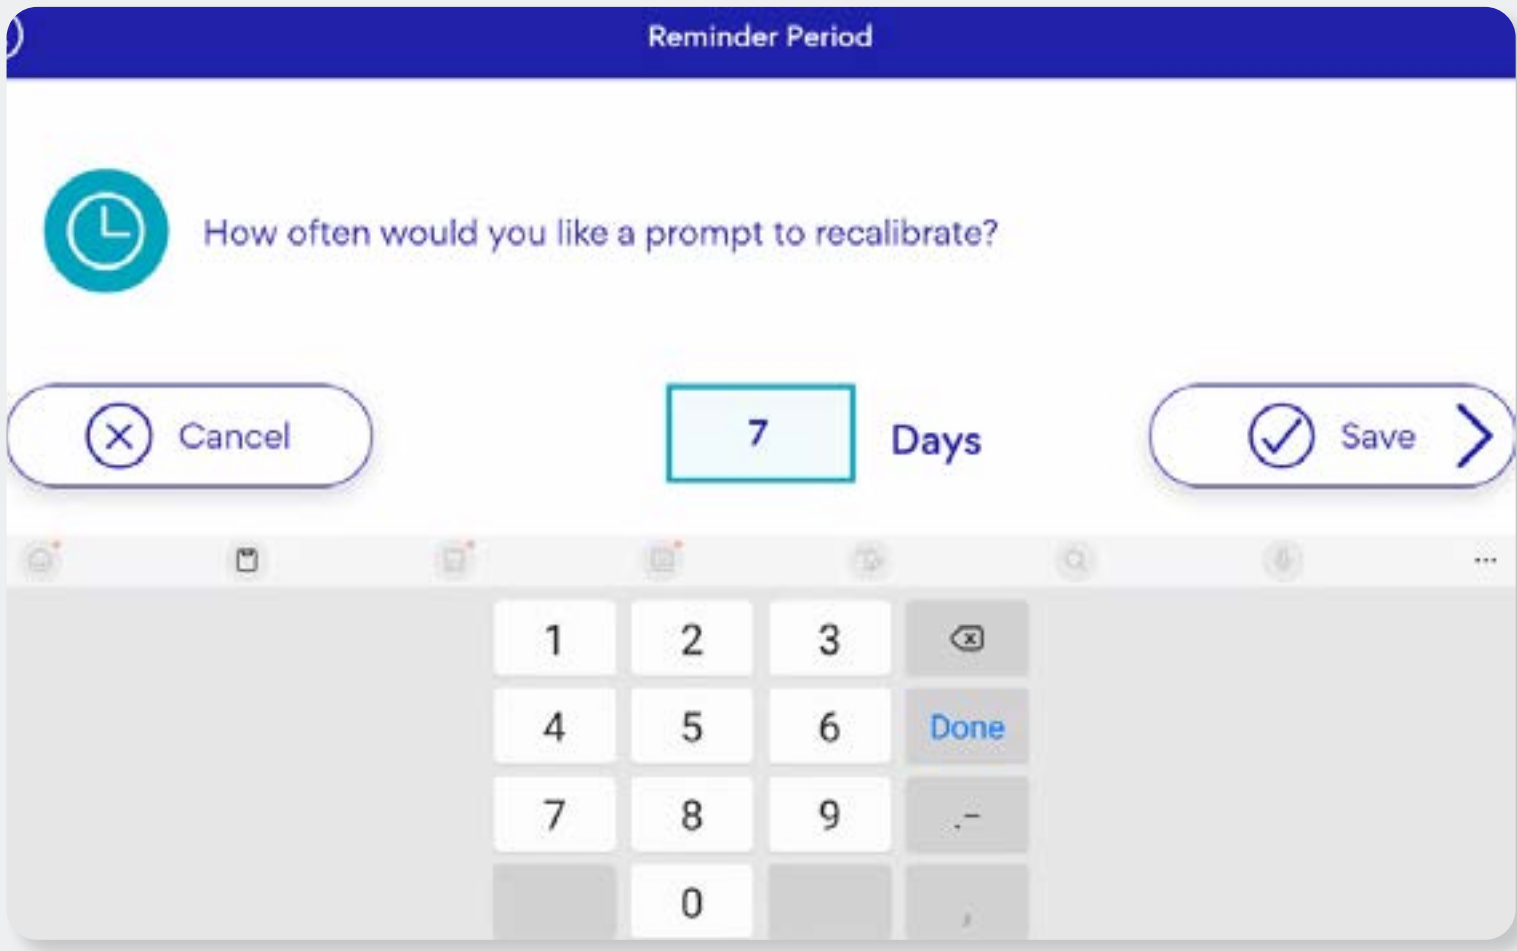 Reminder Period
How often would you like a prompt to recalibrate?
Cancel
7
Days
Save
1 2 3
4 5 6 Done
7 8 9 .-
0 ,